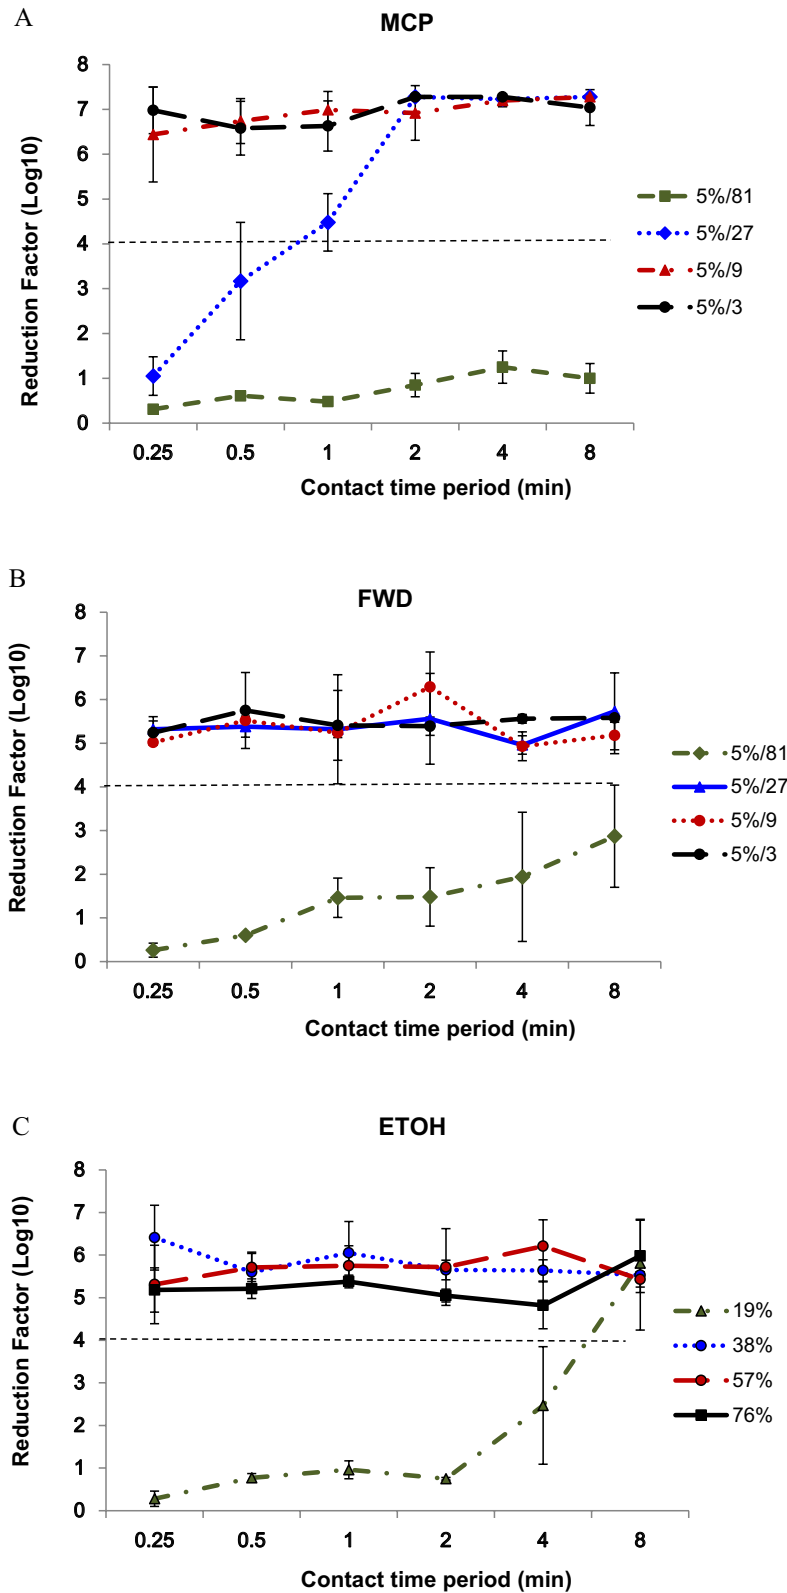 A
MCP
Reduction Factor (Log10)
8
7
6
5
4
3
2
1
0
0.25 0.5 1 2 4 8
Contact time period (min)
5%/81
5%/27
5%/9
5%/3
B
FWD
Reduction Factor (Log10)
8
7
6
5
4
3
2
1
0
0.25 0.5 1 2 4 8
Contact time period (min)
5%/81
5%/27
5%/9
5%/3
C
ETOH
Reduction Factor (Log10)
8
7
6
5
4
3
2
1
0
0.25 0.5 1 2 4 8
Contact time period (min)
19%
38%
57%
76%